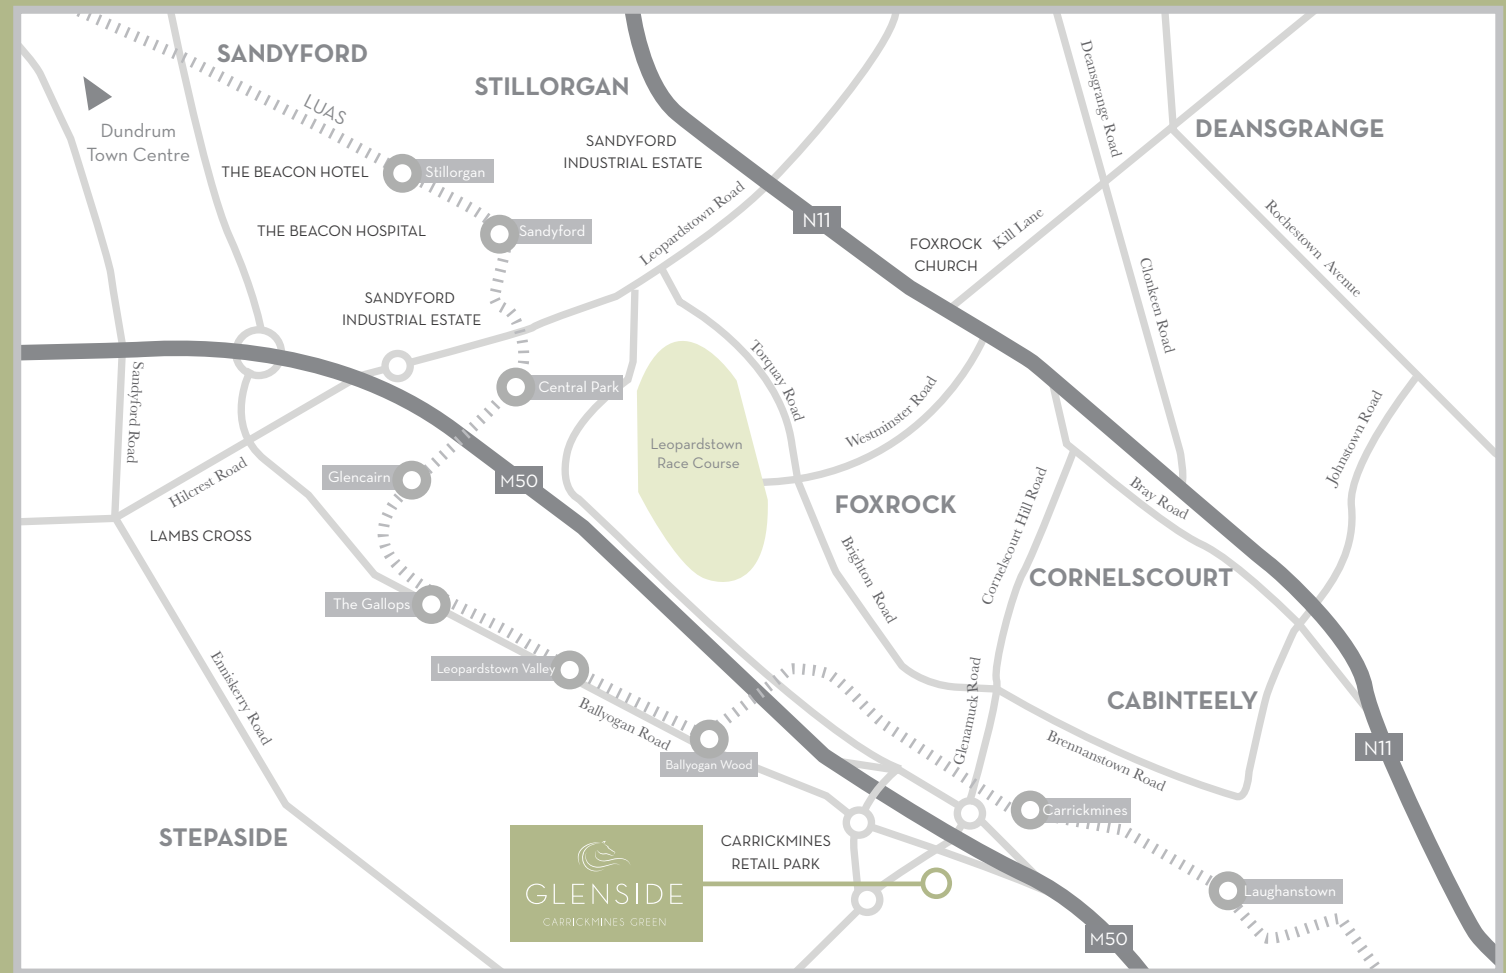 SANDYFORD
STILLORGAN
LUAS
Dundrum
Town Centre
SANDYFORD
INDUSTRIAL ESTATE
DEANSGRANGE
Deansgrange Road
THE BEACON HOTEL
Stillorgan
Leopardstown Road
N11
Kill Lane
Rochestown Avenue
THE BEACON HOSPITAL
Sandyford
FOXROCK
CHURCH
Clonkeen Road
SANDYFORD
INDUSTRIAL ESTATE
Sandyford Road
Central Park
Torquay Road
Westminster Road
Johnstown Road
Leopardstown
Race Course
Hilcrest Road
Glencairn
M50
FOXROCK
Cornelscourt Hill Road
Bray Road
LAMBS CROSS
Brighton Road
CORNELSCOURT
The Gallops
Enniskerry Road
Leopardstown Valley
Ballyogan Road
Glenamuck Road
CABINTEELY
Ballyogan Wood
Brennanstown Road
N11
Carrickmines
STEPASIDE
CARRICKMINES
RETAIL PARK
GLENSIDE
CARRICKMINES GREEN
Laughanstown
M50